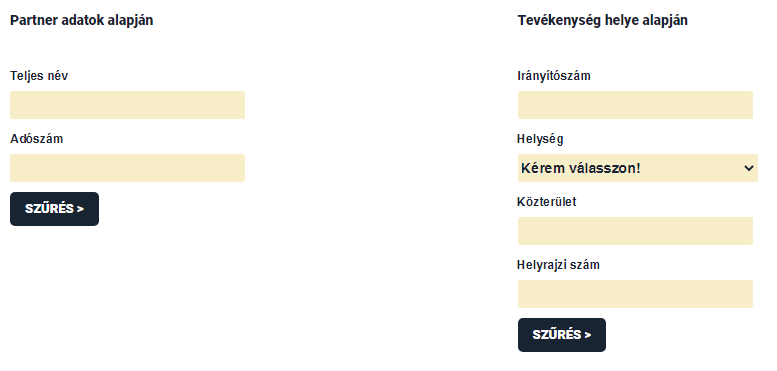 Partner adatok alapján
Teljes név
Adószám
SZŰRÉS >
Tevékenység helye alapján
Irányítószám
Helység
Kérem válasszon!
Közterület
Helyrajzi szám
SZŰRÉS >